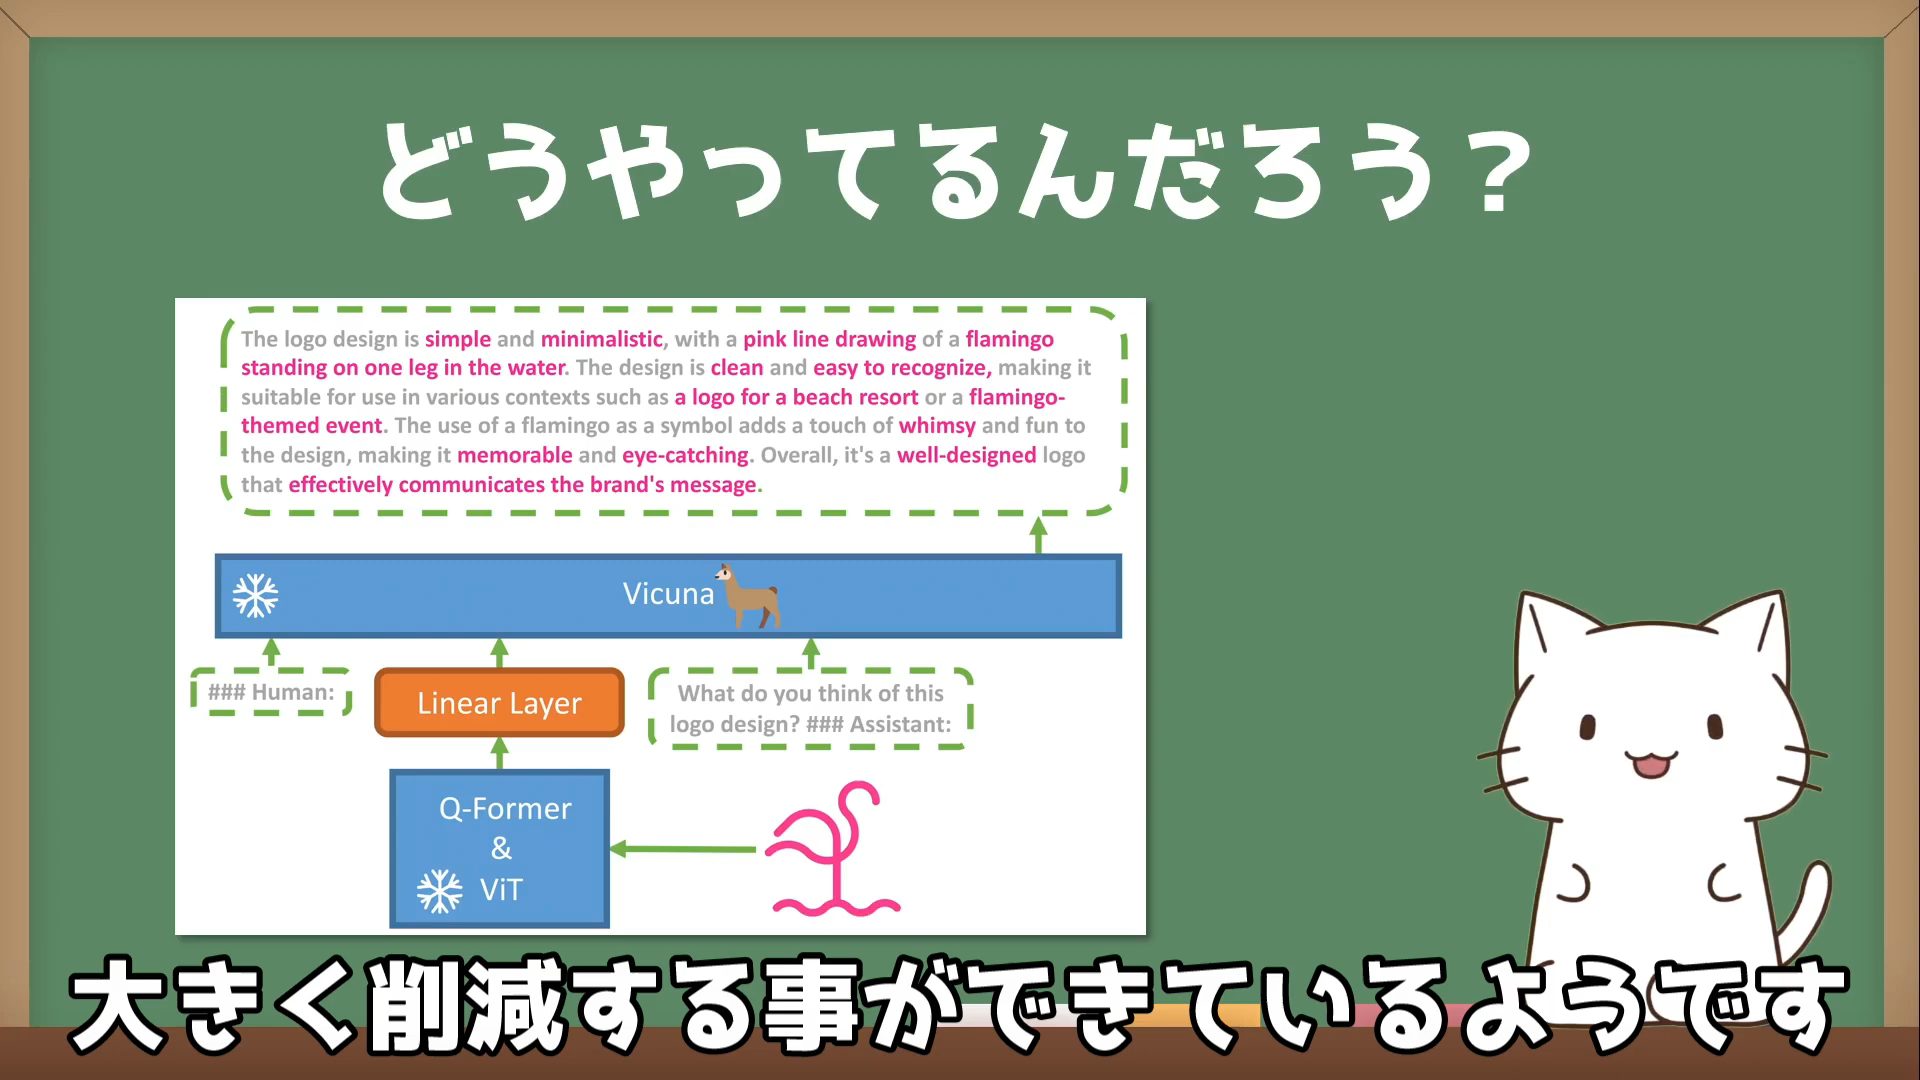 どうやってるんだろう？
The logo design is simple and minimalistic, with a pink line drawing of a flamingo
standing on one leg in the water. The design is clean and easy to recognize, making it
suitable for use in various contexts such as a logo for a beach resort or a flamingo-
themed event. The use of a flamingo as a symbol adds a touch of whimsy and fun to
the design, making it memorable and eye-catching. Overall, it's a well-designed logo
that effectively communicates the brand's message.
Vicuna
### Human:
Linear Layer
What do you think of this
logo design? ### Assistant:
Q-Former
&
ViT
大きく削減する事ができているようです